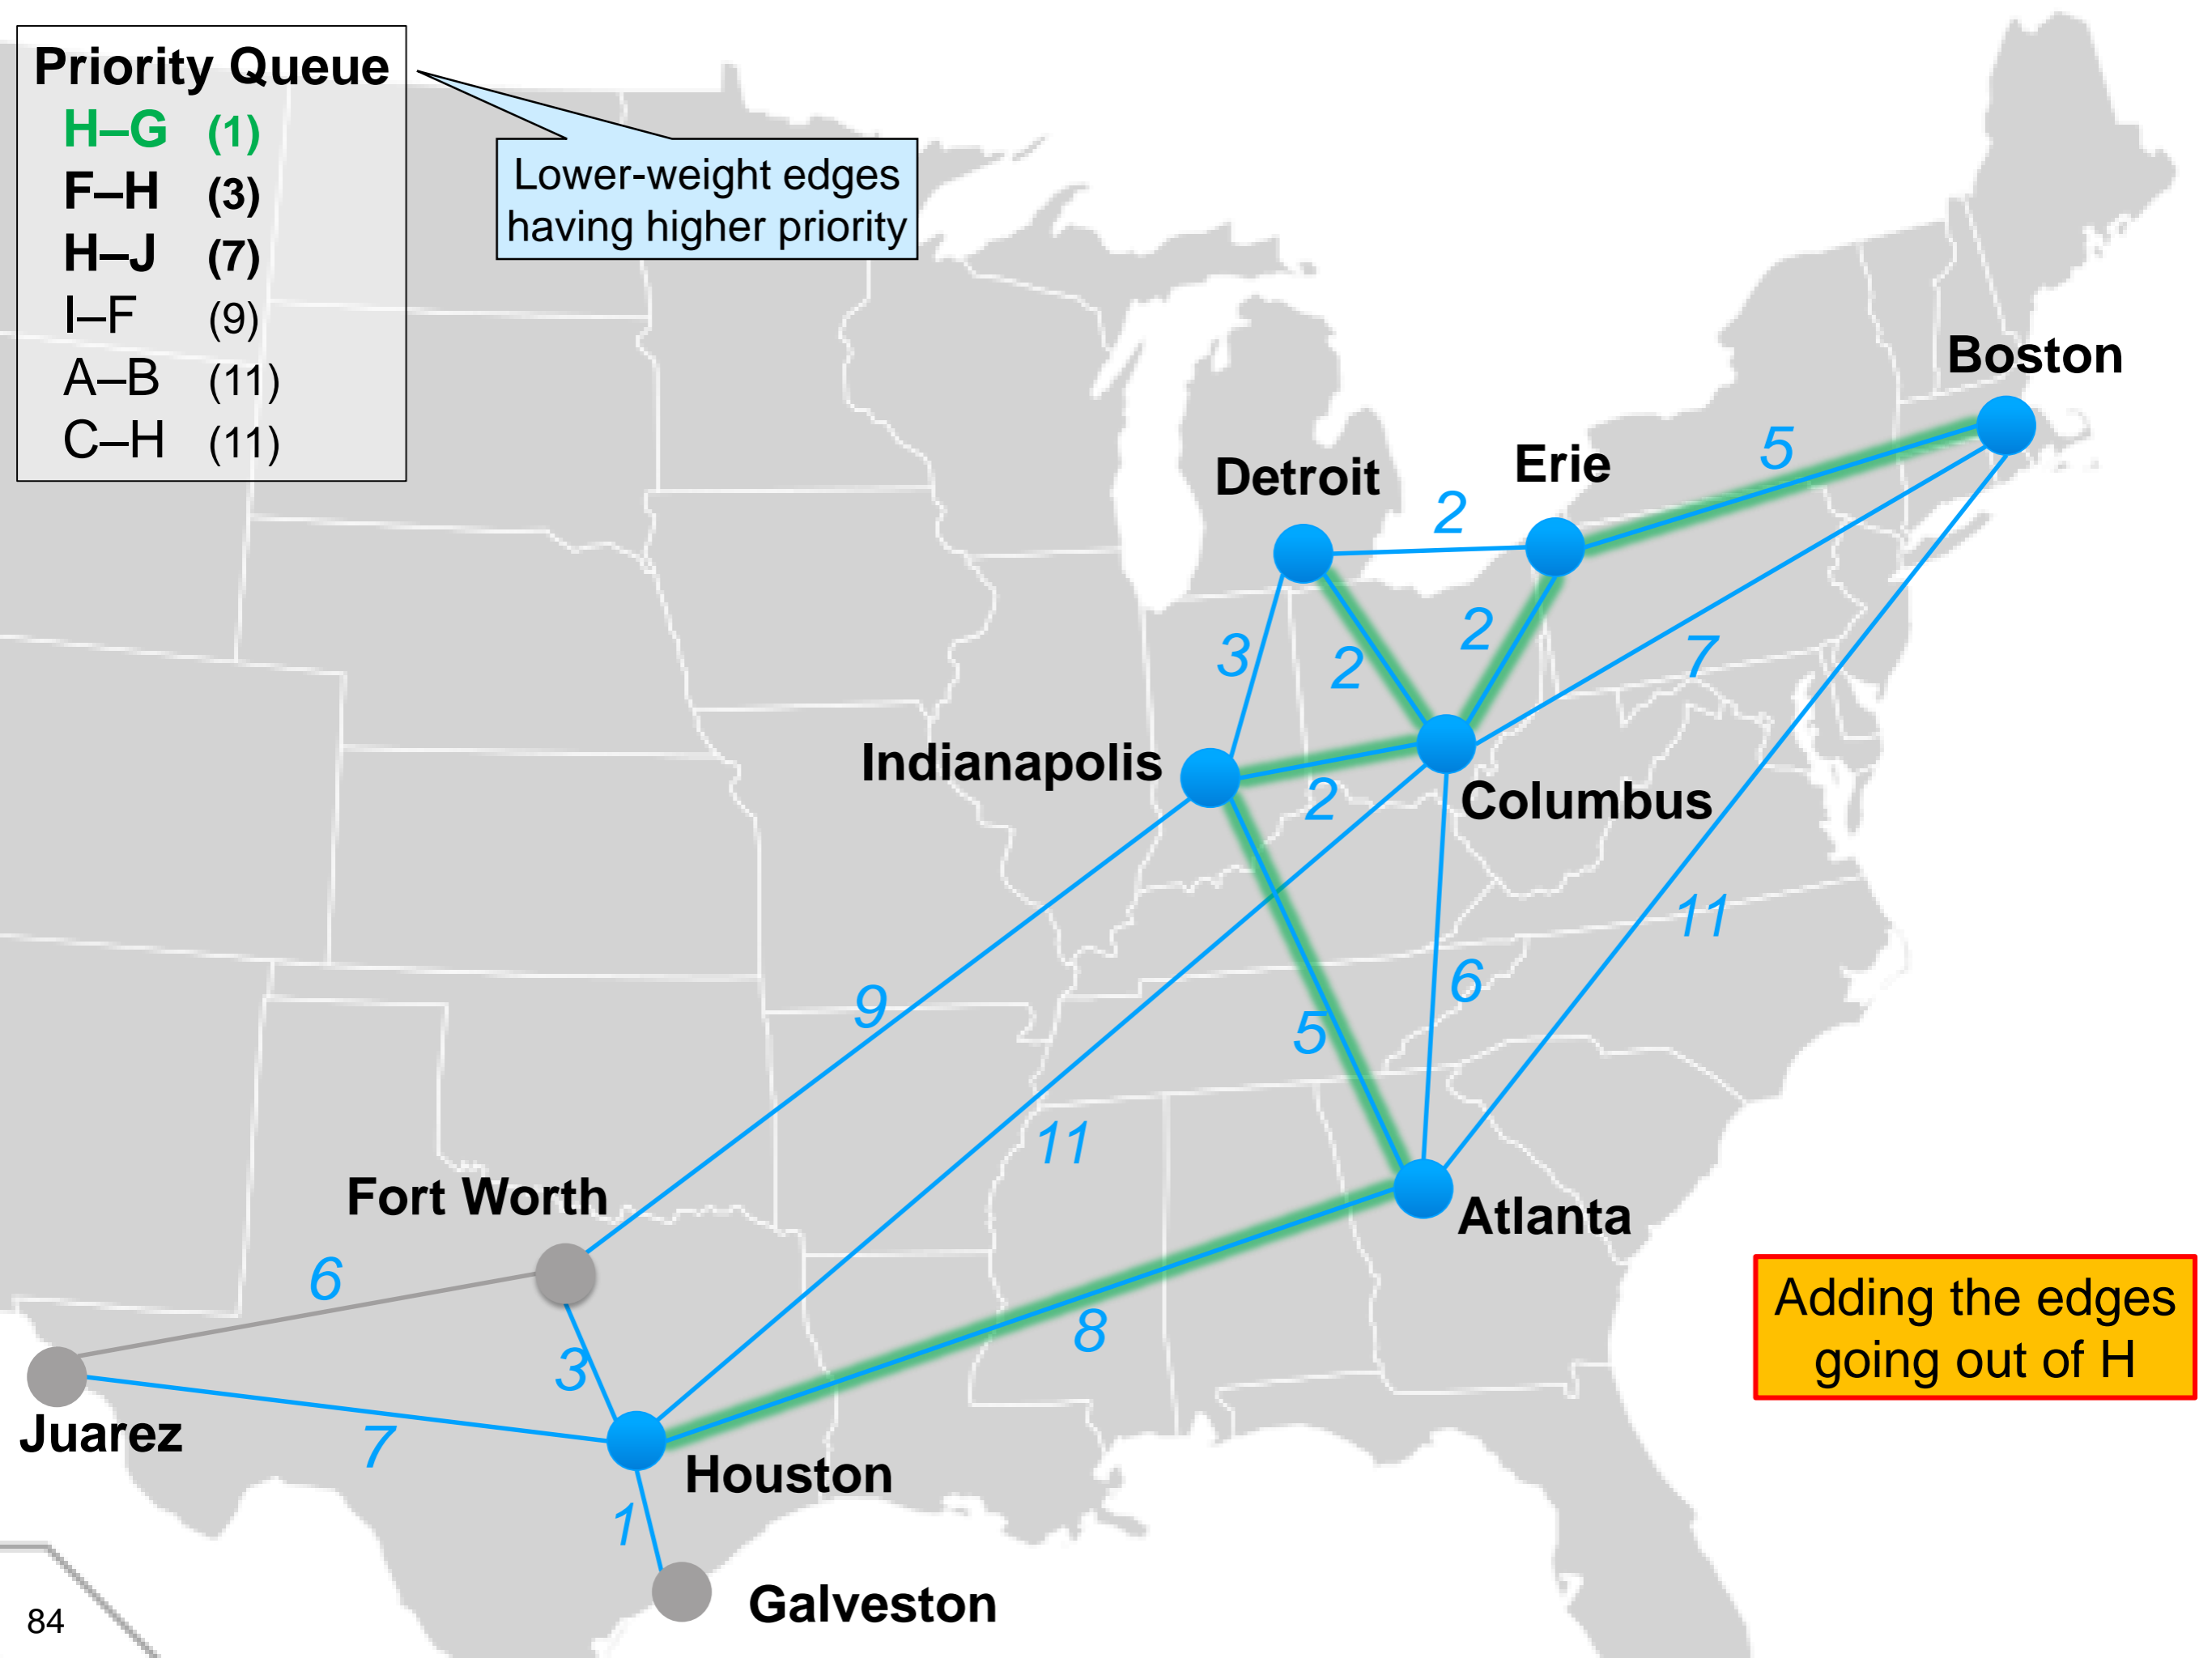 Priority Queue
H–G (1)
F–H (3)
H–J (7)
I–F (9)
A–B (11)
C–H (11)
Lower-weight edges
having higher priority
Boston
5
Erie
Detroit
2
3
2
2
7
Indianapolis
2
Columbus
11
9
6
5
11
Fort Worth
Atlanta
6
8
3
Adding the edges
going out of H
Juarez
7
Houston
1
Galveston
84